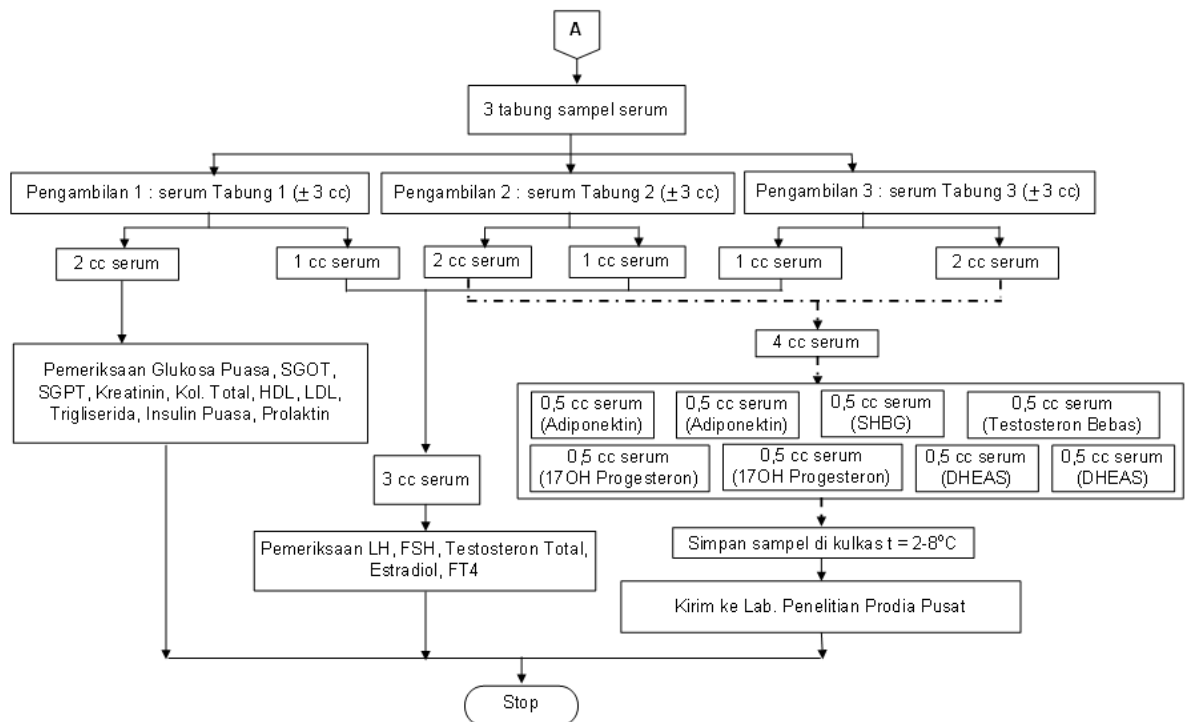 A
3 tabung sampel serum
Pengambilan 1 : serum Tabung 1 (± 3 cc)
Pengambilan 2 : serum Tabung 2 (± 3 cc)
Pengambilan 3 : serum Tabung 3 (± 3 cc)
2 cc serum
1 cc serum
2 cc serum
1 cc serum
1 cc serum
2 cc serum
4 cc serum
Pemeriksaan Glukosa Puasa, SGOT,
SGPT, Kreatinin, Kol. Total, HDL, LDL,
Trigliserida, Insulin Puasa, Prolaktin
0,5 cc serum
(Adiponektin)
0,5 cc serum
(Adiponektin)
0,5 cc serum
(SHBG)
0,5 cc serum
(Testosteron Bebas)
0,5 cc serum
(17OH Progesteron)
0,5 cc serum
(17OH Progesteron)
0,5 cc serum
(DHEAS)
0,5 cc serum
(DHEAS)
3 cc serum
Pemeriksaan LH, FSH, Testosteron Total,
Estradiol, FT4
Simpan sampel di kulkas t = 2-8°C
Kirim ke Lab. Penelitian Prodia Pusat
Stop